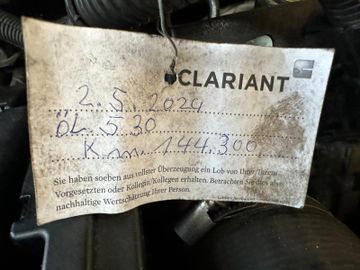 CLARIANT
2.5.2024
ÖL. 5 30
Km. 144.300
Sie haben soeben aus vollster Überzeugung ein Lob von Ihrer/Ihrem
Vorgesetzten oder Kollegin/Kollegen erhalten. Betrachten Sie dies als
nachhaltige Wertschätzung Ihrer Person.